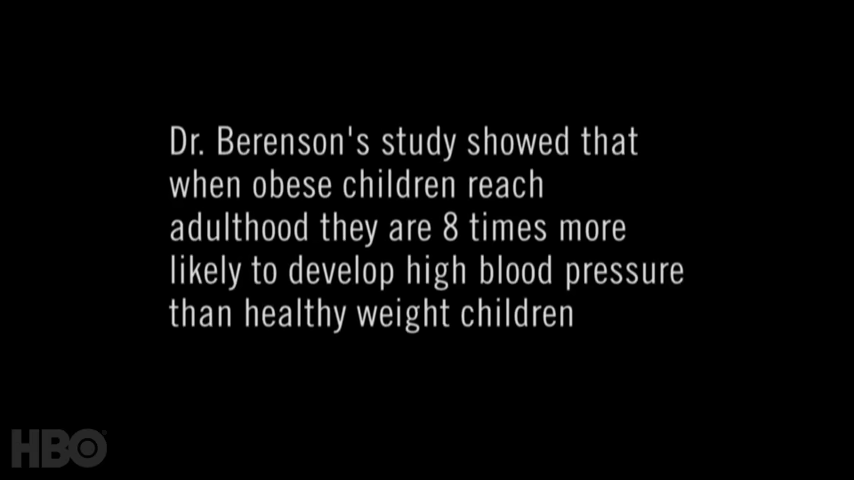 Dr. Berenson's study showed that
when obese children reach
adulthood they are 8 times more
likely to develop high blood pressure
than healthy weight children
HBO